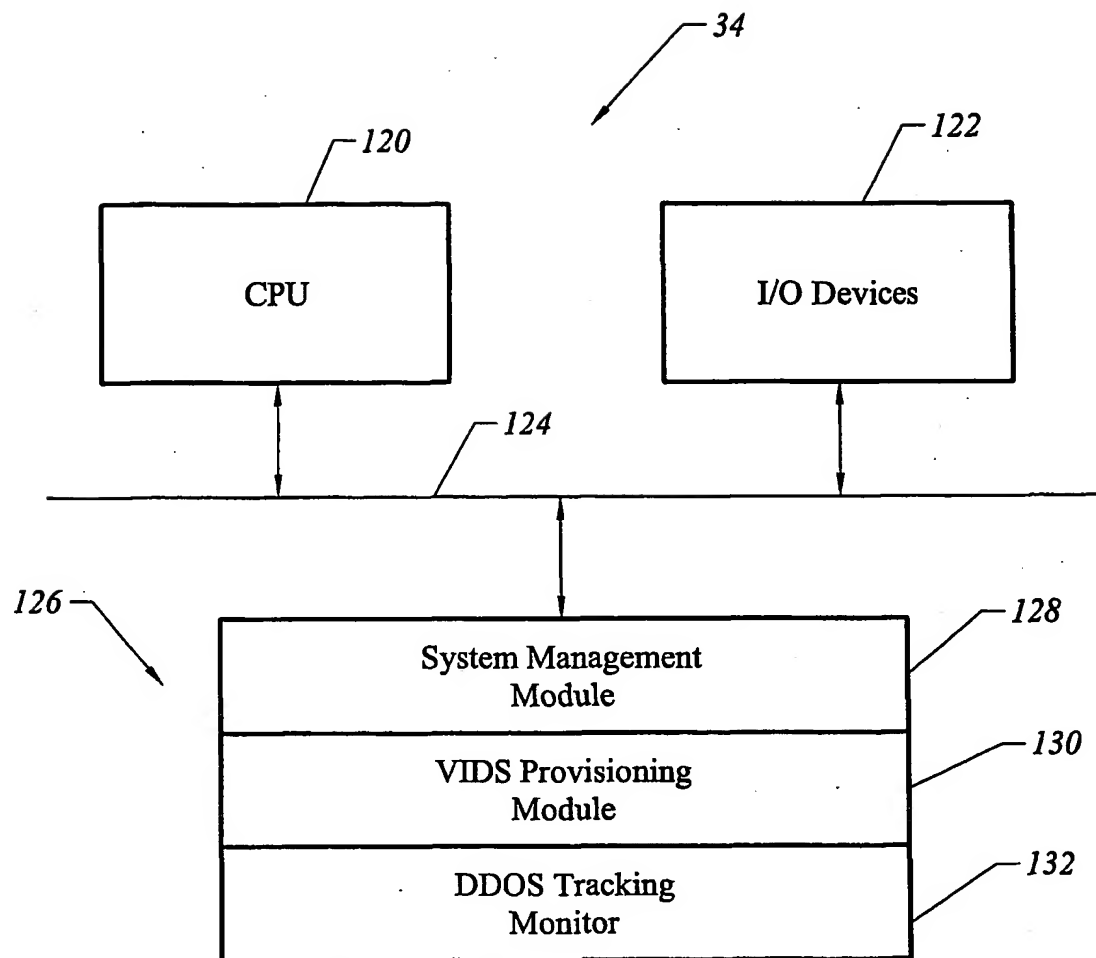 34
120
122
CPU
I/O Devices
124
126
128
System Management
Module
130
VIDS Provisioning
Module
132
DDOS Tracking
Monitor